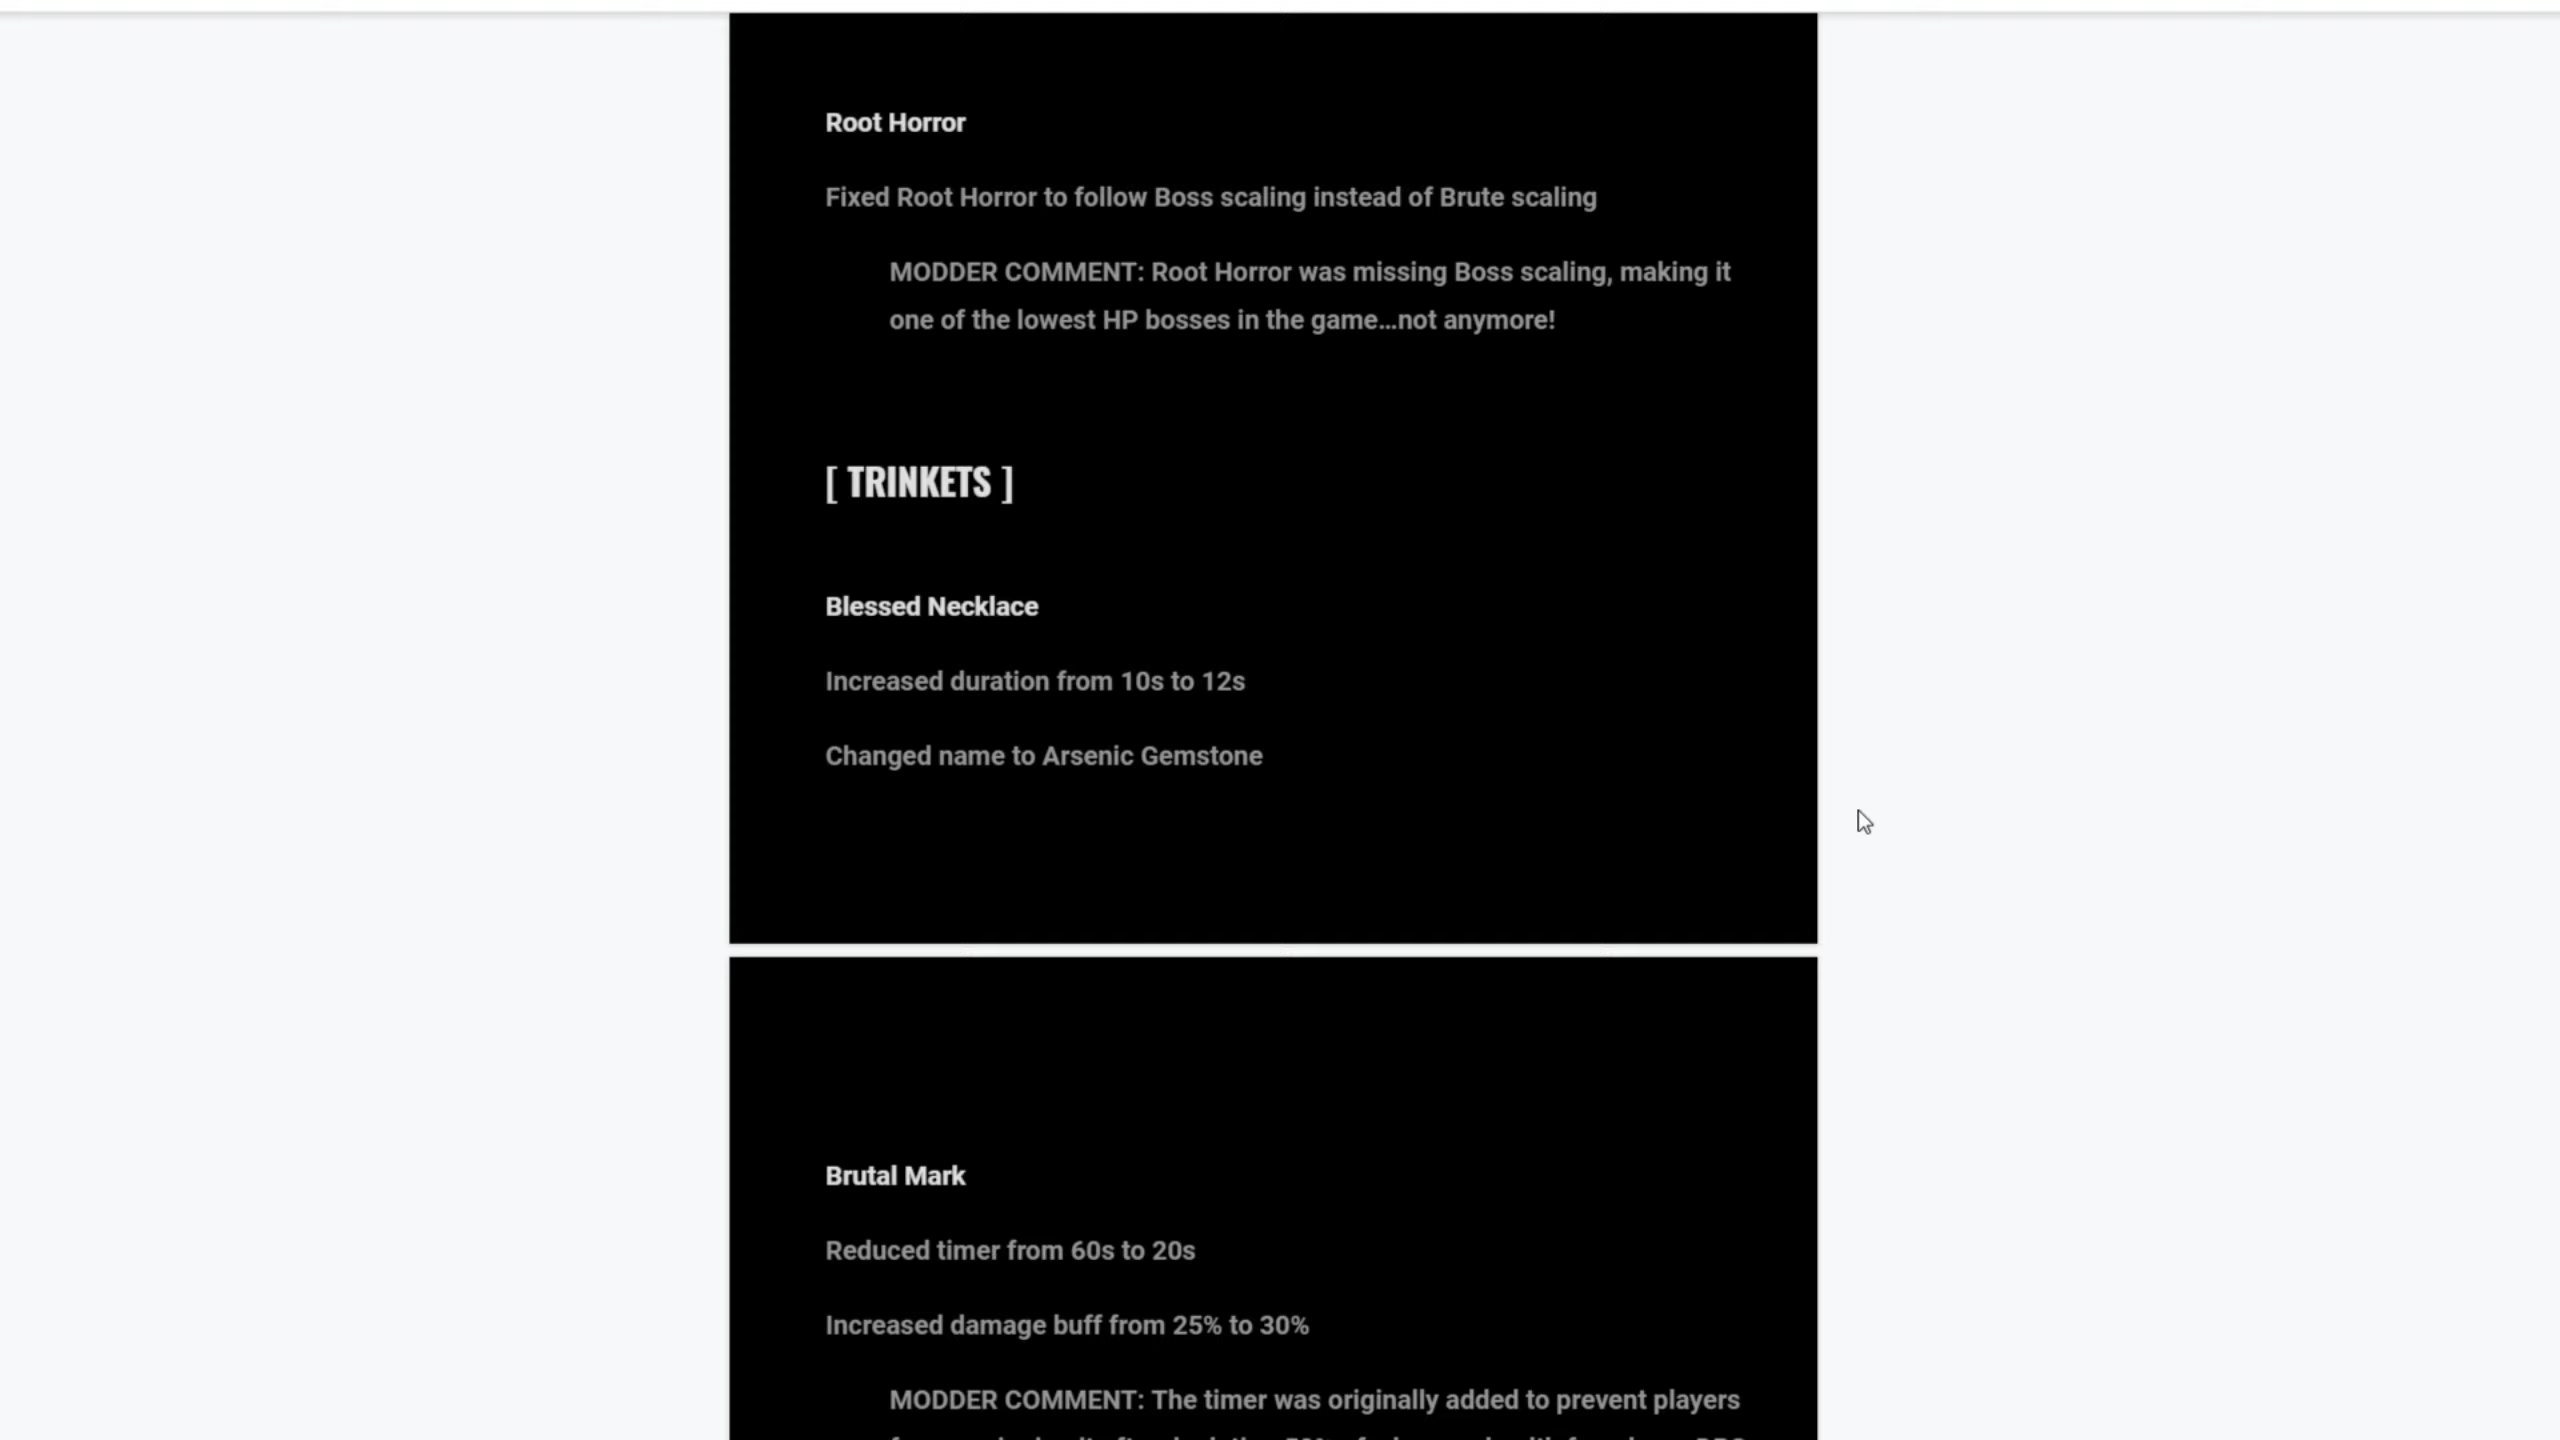 Root Horror
Fixed Root Horror to follow Boss scaling instead of Brute scaling
MODDER COMMENT: Root Horror was missing Boss scaling, making it
one of the lowest HP bosses in the game…not anymore!
[ TRINKETS ]
Blessed Necklace
Increased duration from 10s to 12s
Changed name to Arsenic Gemstone
Brutal Mark
Reduced timer from 60s to 20s
Increased damage buff from 25% to 30%
MODDER COMMENT: The timer was originally added to prevent players